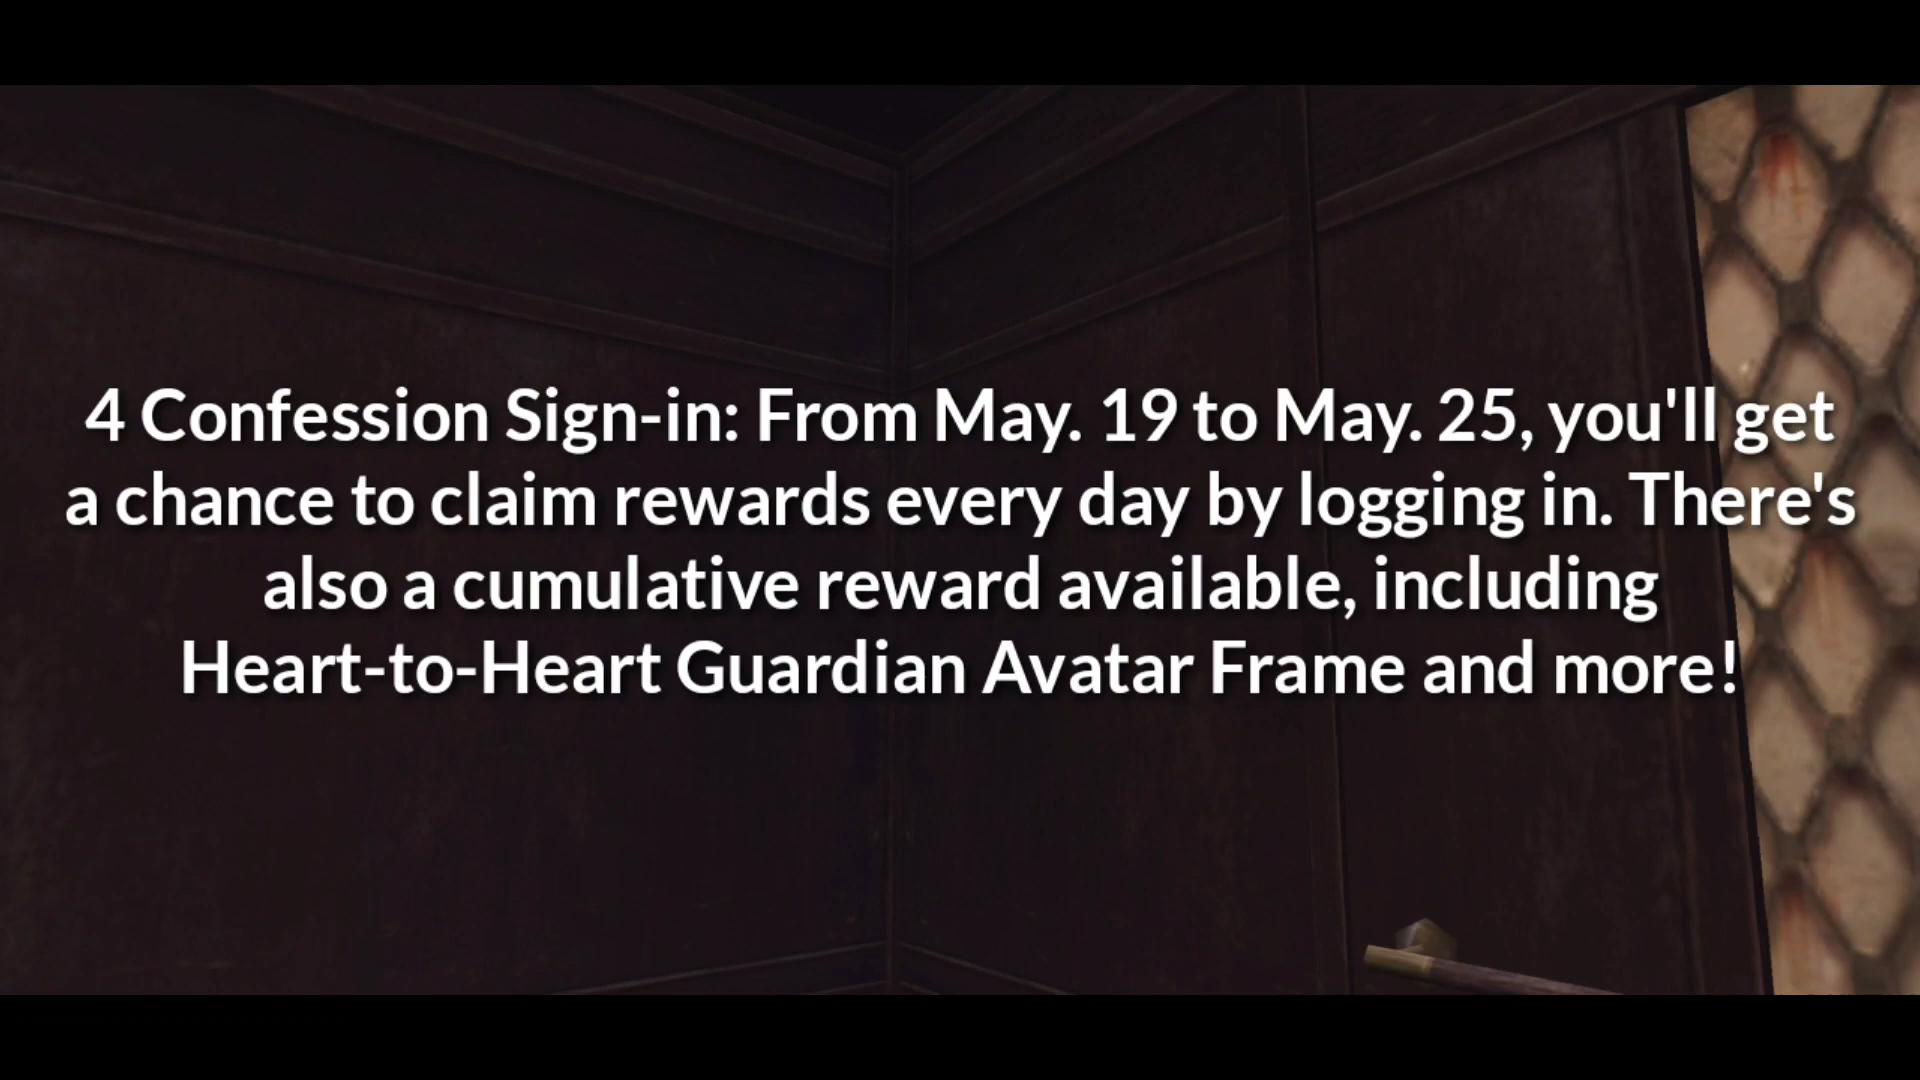 4 Confession Sign-in: From May. 19 to May. 25, you'll get
a chance to claim rewards every day by logging in. There's
also a cumulative reward available, including
Heart-to-Heart Guardian Avatar Frame and more!